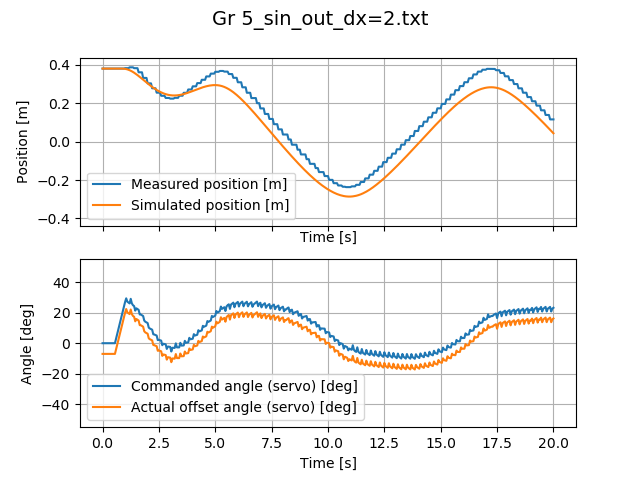 Gr 5_sin_out_dx=2.txt
0.4
0.2
0.0
−0.2
−0.4
Position [m]
Measured position [m]
Simulated position [m]
Time [s]
40
20
0
−20
−40
Angle [deg]
Commanded angle (servo) [deg]
Actual offset angle (servo) [deg]
0.0 2.5 5.0 7.5 10.0 12.5 15.0 17.5 20.0
Time [s]